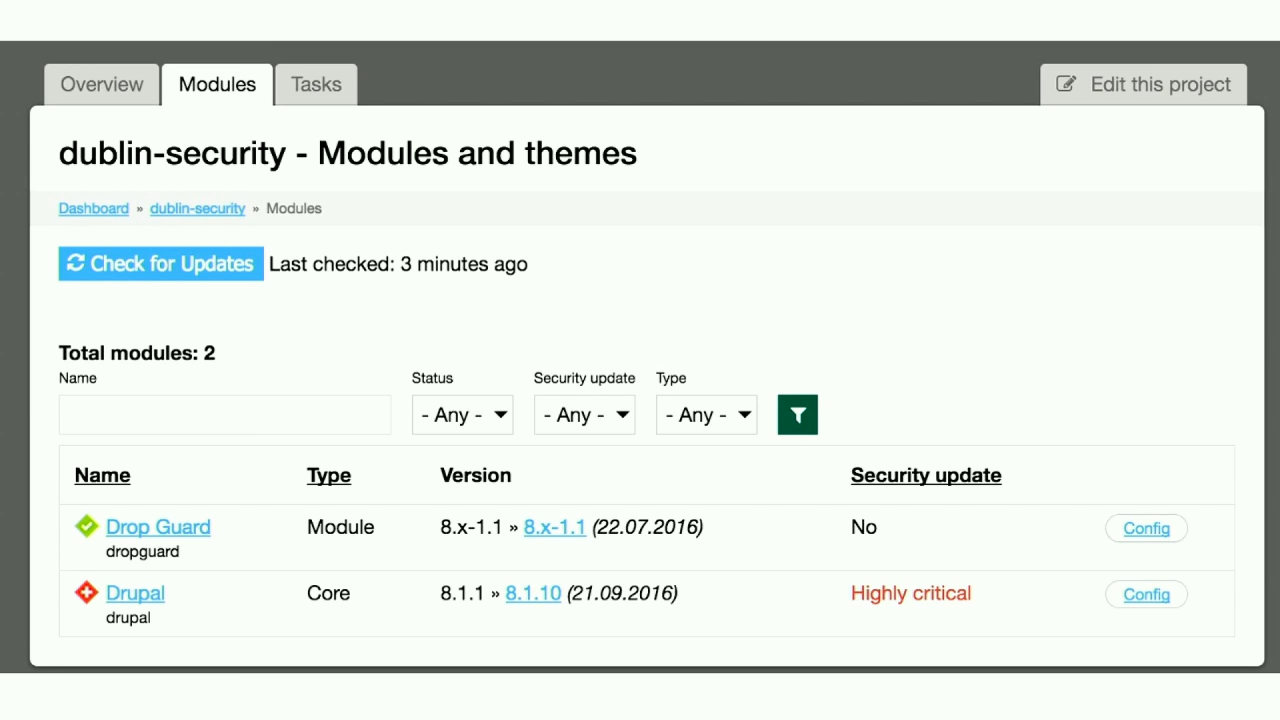 Overview Modules Tasks Edit this project
dublin-security - Modules and themes
Dashboard » dublin-security » Modules
Check for Updates Last checked: 3 minutes ago
Total modules: 2
Name Status Security update Type
- Any - - Any - - Any -
Name Type Version Security update
Drop Guard Module 8.x-1.1 » 8.x-1.1 (22.07.2016) No Config
dropguard
Drupal Core 8.1.1 » 8.1.10 (21.09.2016) Highly critical Config
drupal